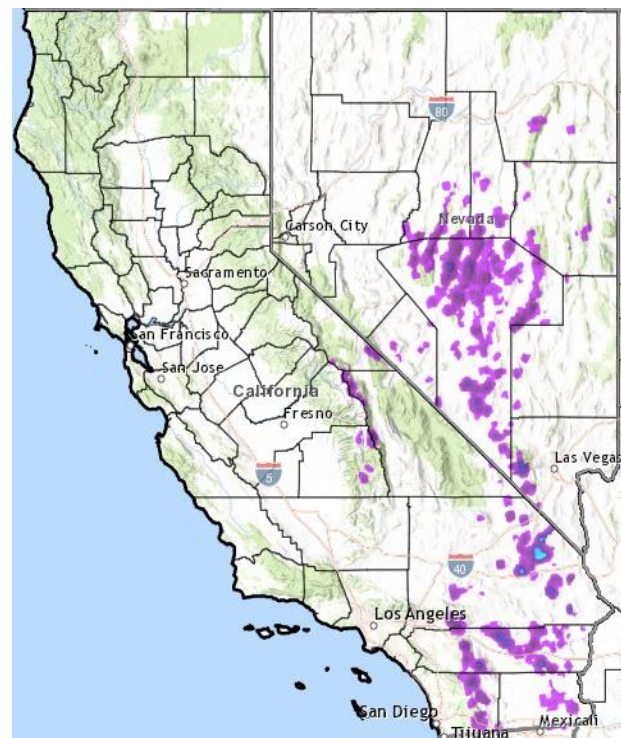 80
Nevada
Carson City
Sacramento
San Francisco
San Jose
California
Fresno
5
Las Vegas
40
Los Angeles
San Diego
Mexicali
Tijuana